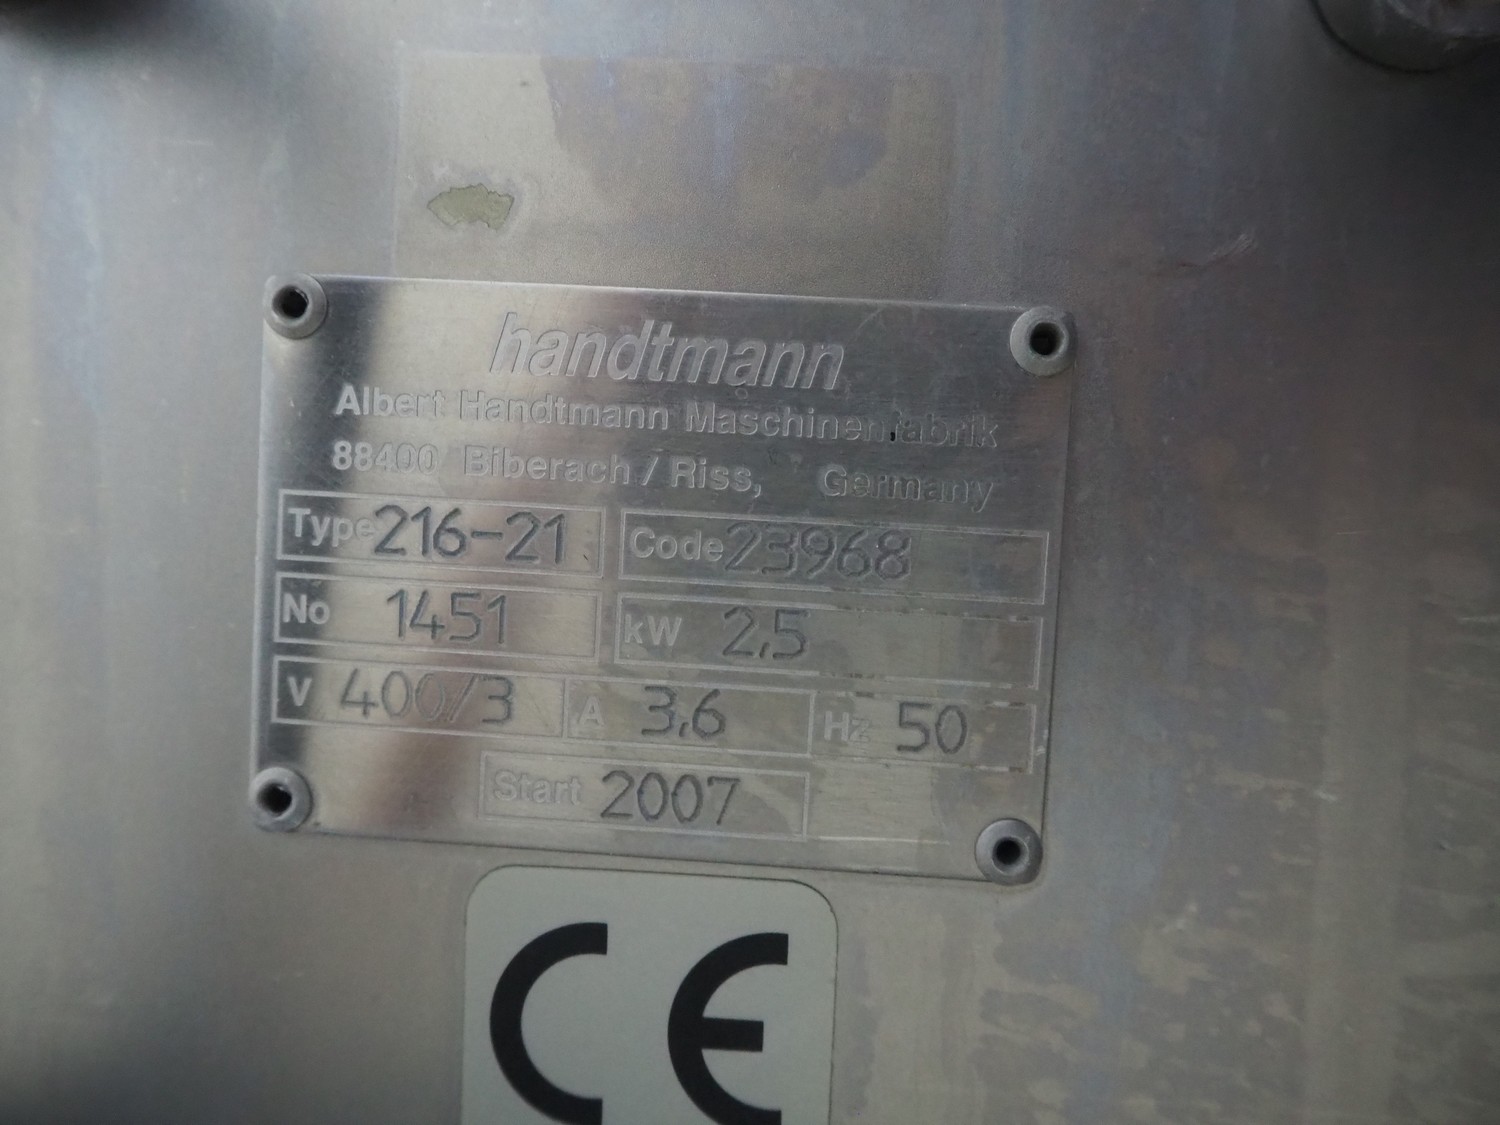 handtmann
Albert Handtmann Maschinenfabrik
88400 Biberach / Riss, Germany
Type 216-21 Code 23968
No 1451 kW 2,5
V 400/3 A 3,6 Hz 50
Start 2007
CE